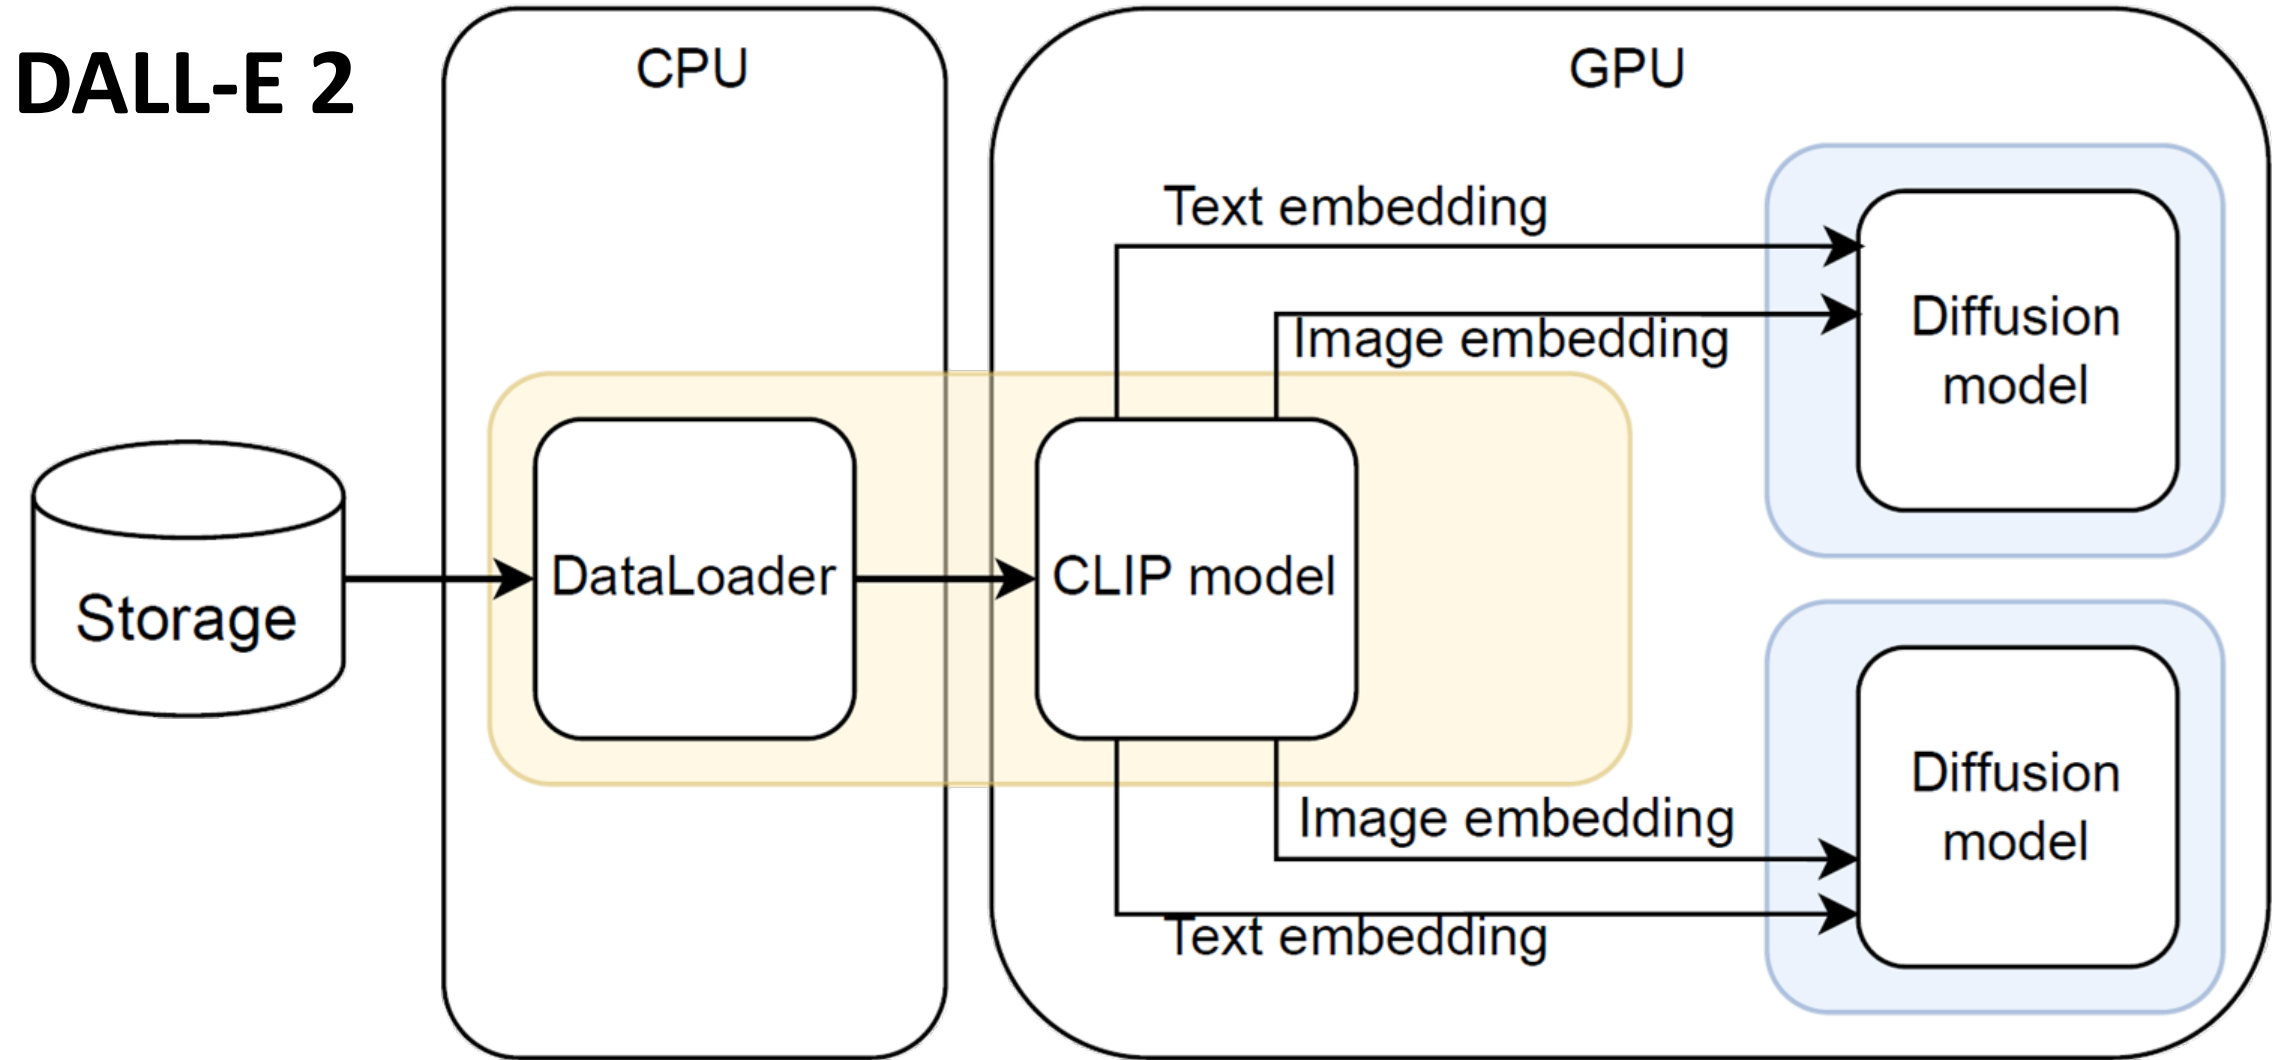 DALL-E 2
CPU
GPU
Text embedding
Image embedding
Diffusion
model
Storage
DataLoader
CLIP model
Image embedding
Text embedding
Diffusion
model